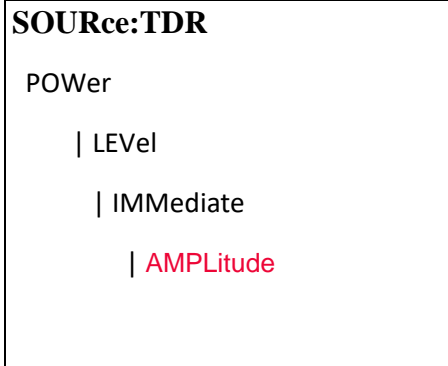 SOURce:TDR
POWer
| LEVel
| IMMediate
| AMPLitude